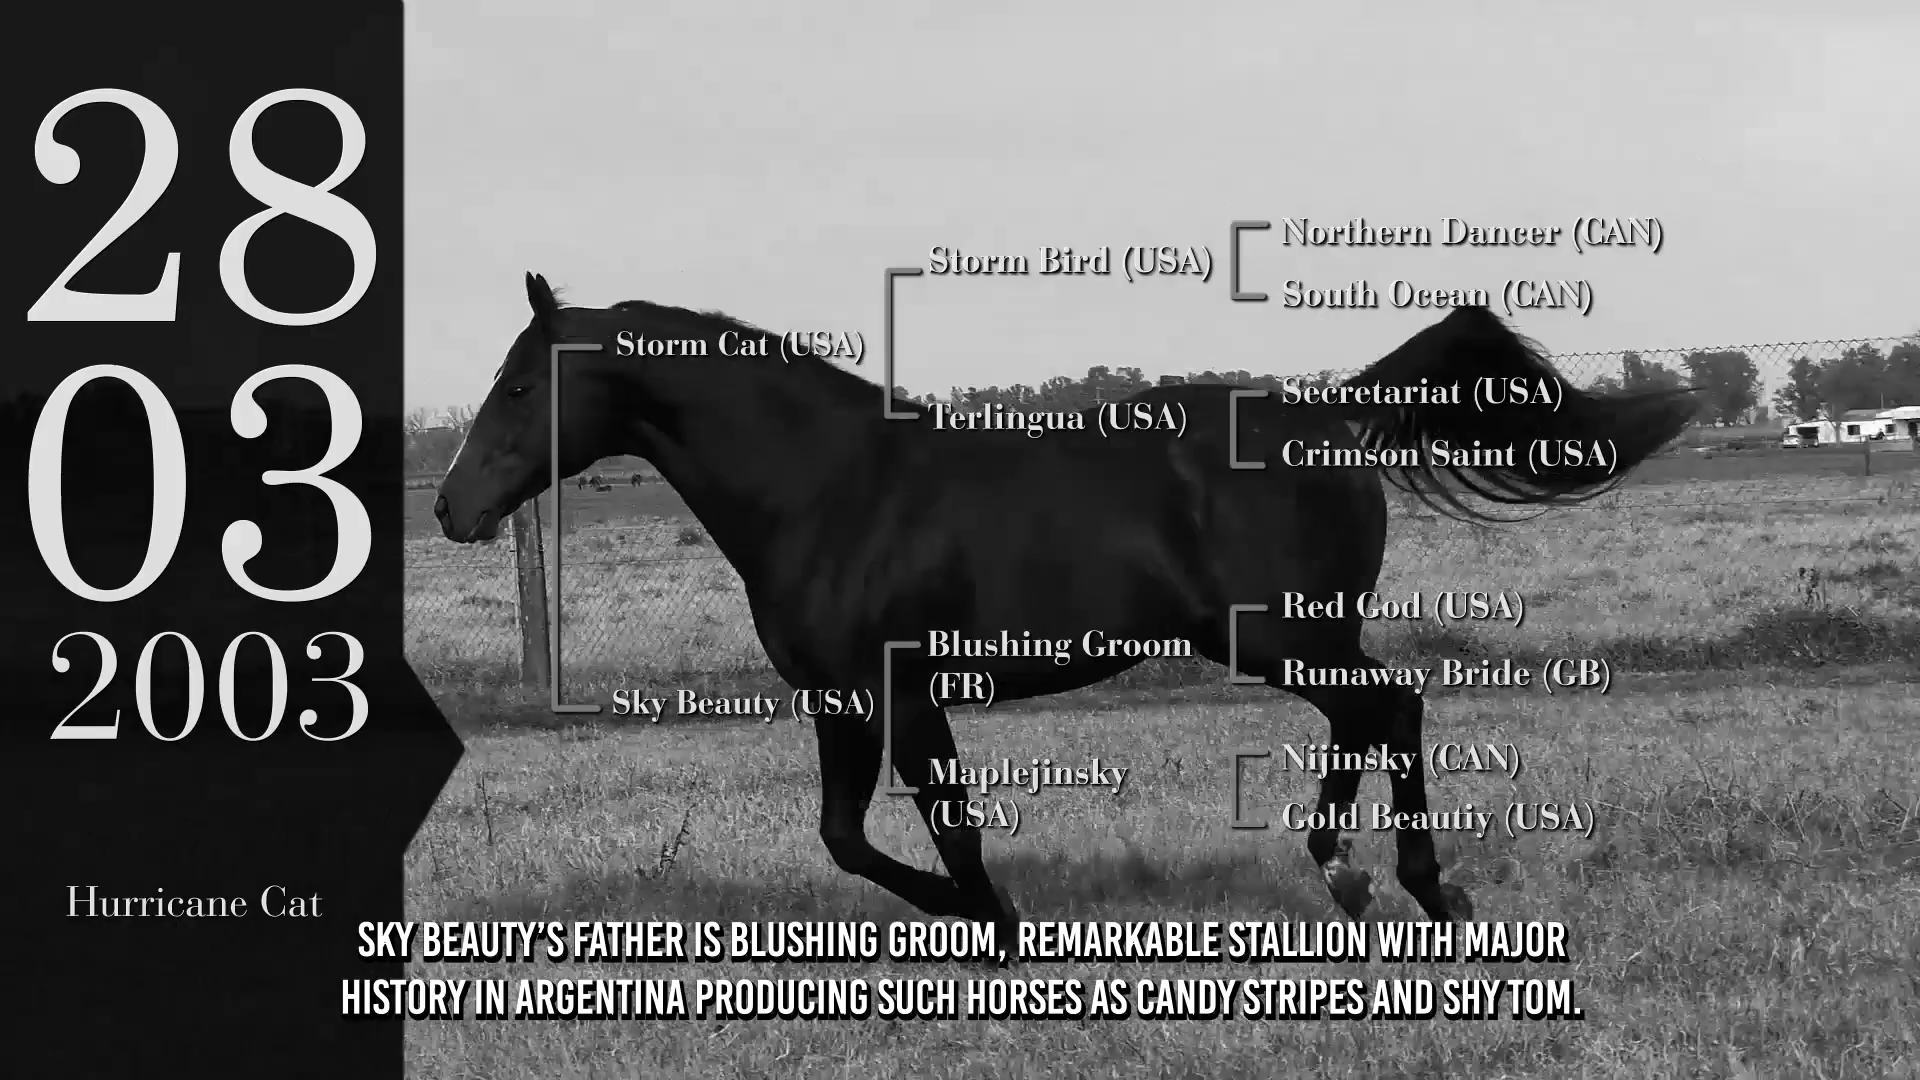 28
03
2003
Hurricane Cat
Storm Cat (USA)
Sky Beauty (USA)
Storm Bird (USA)
Terlingua (USA)
Blushing Groom
(FR)
Maplejinsky
(USA)
Northern Dancer (CAN)
South Ocean (CAN)
Secretariat (USA)
Crimson Saint (USA)
Red God (USA)
Runaway Bride (GB)
Nijinsky (CAN)
Gold Beautiy (USA)
SKY BEAUTY’S FATHER IS BLUSHING GROOM, REMARKABLE STALLION WITH MAJOR
HISTORY IN ARGENTINA PRODUCING SUCH HORSES AS CANDY STRIPES AND SHY TOM.